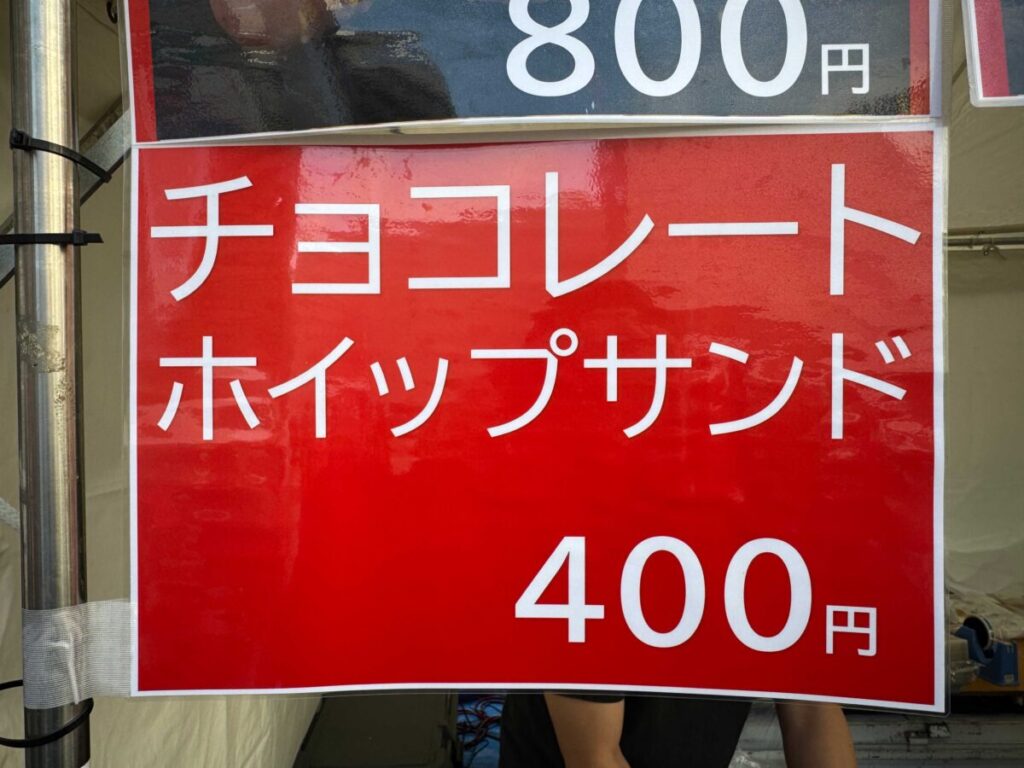 800円
チョコレート
ホイップサンド
400円